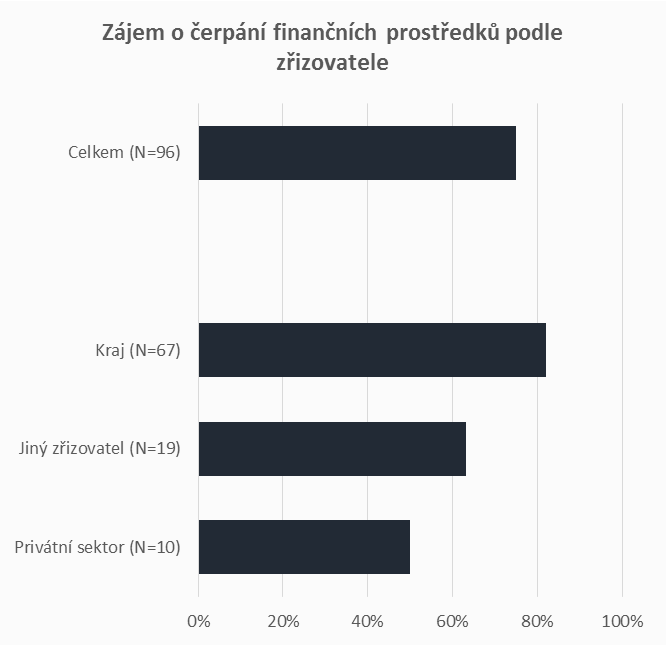 Zájem o čerpání finančních prostředků podle
zřizovatele
Celkem (N=96)
Kraj (N=67)
Jiný zřizovatel (N=19)
Privátní sektor (N=10)
0% 20% 40% 60% 80% 100%